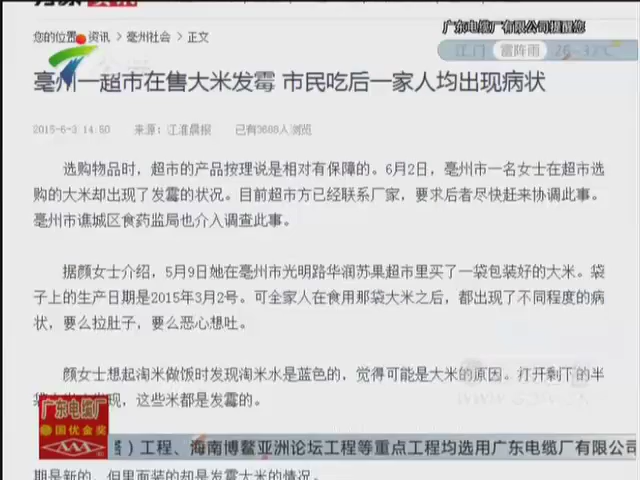 资讯
广东电缆厂有限公司提醒您
您的位置 资讯 > 亳州社会 > 正文
江门 雷阵雨 26-33℃
亳州一超市在售大米发霉 市民吃后一家人均出现病状
2015-6-3 14:50 来源：江淮晨报 已有3688人浏览
选购物品时，超市的产品按理说是相对有保障的。6月2日，亳州市一名女士在超市选
购的大米却出现了发霉的状况。目前超市方已经联系厂家，要求后者尽快赶来协调此事。
亳州市谯城区食药监局也介入调查此事。
据颜女士介绍，5月9日她在亳州市光明路华润苏果超市里买了一袋包装好的大米。袋
子上的生产日期是2015年3月2号。可全家人在食用那袋大米之后，都出现了不同程度的病
状，要么拉肚子，要么恶心想吐。
颜女士想起淘米做饭时发现淘米水是蓝色的，觉得可能是大米的原因。打开剩下的半
现，这些米都是发霉的。
广东电缆厂
国优金奖
）工程、海南博鳌亚洲论坛工程等重点工程均选用广东电缆厂有限公司
期是新的，但里面装的却是发霉大米的情况。